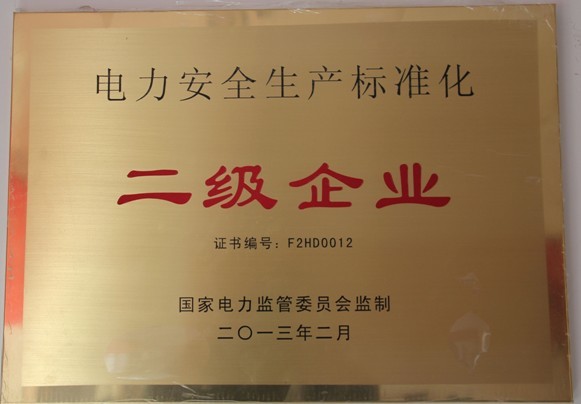 电力安全生产标准化
二级企业
证书编号：F2HD0012
国家电力监管委员会监制
二〇一三年二月